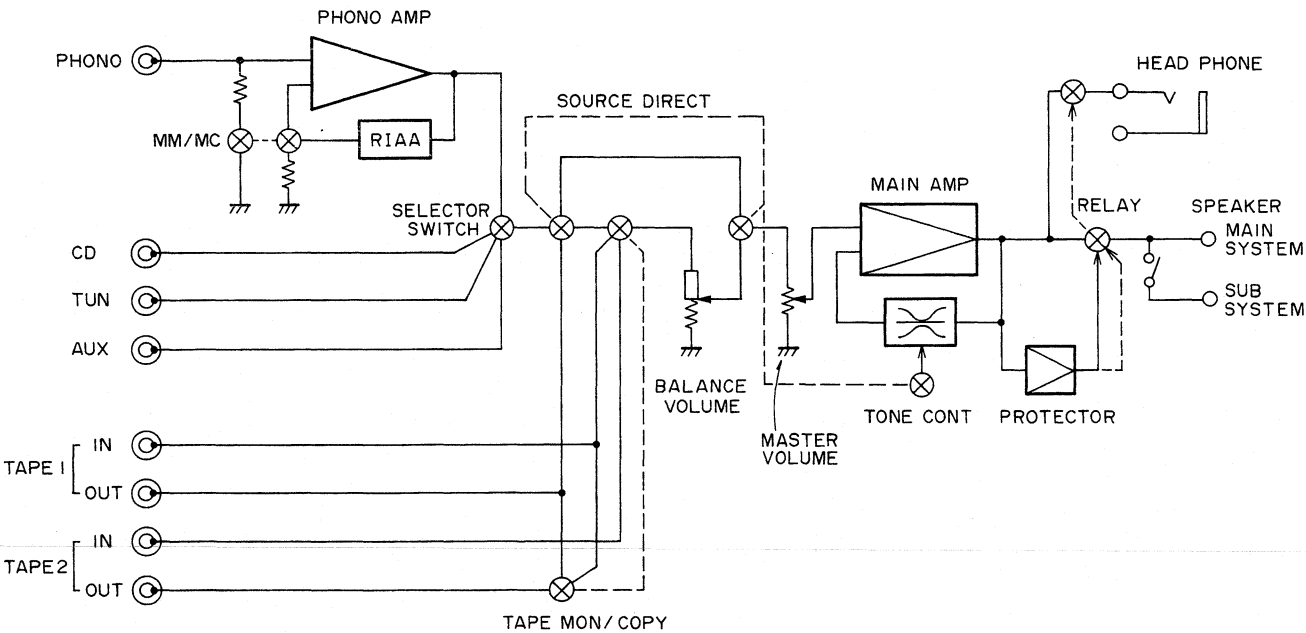 PHONO AMP
PHONO
MM/MC
RIAA
SOURCE DIRECT
HEAD PHONE
MAIN AMP
RELAY
SPEAKER
MAIN
SYSTEM
SUB
SYSTEM
SELECTOR
SWITCH
CD
TUN
AUX
BALANCE
VOLUME
MASTER
VOLUME
TONE CONT
PROTECTOR
TAPE 1
IN
OUT
TAPE 2
IN
OUT
TAPE MON/COPY